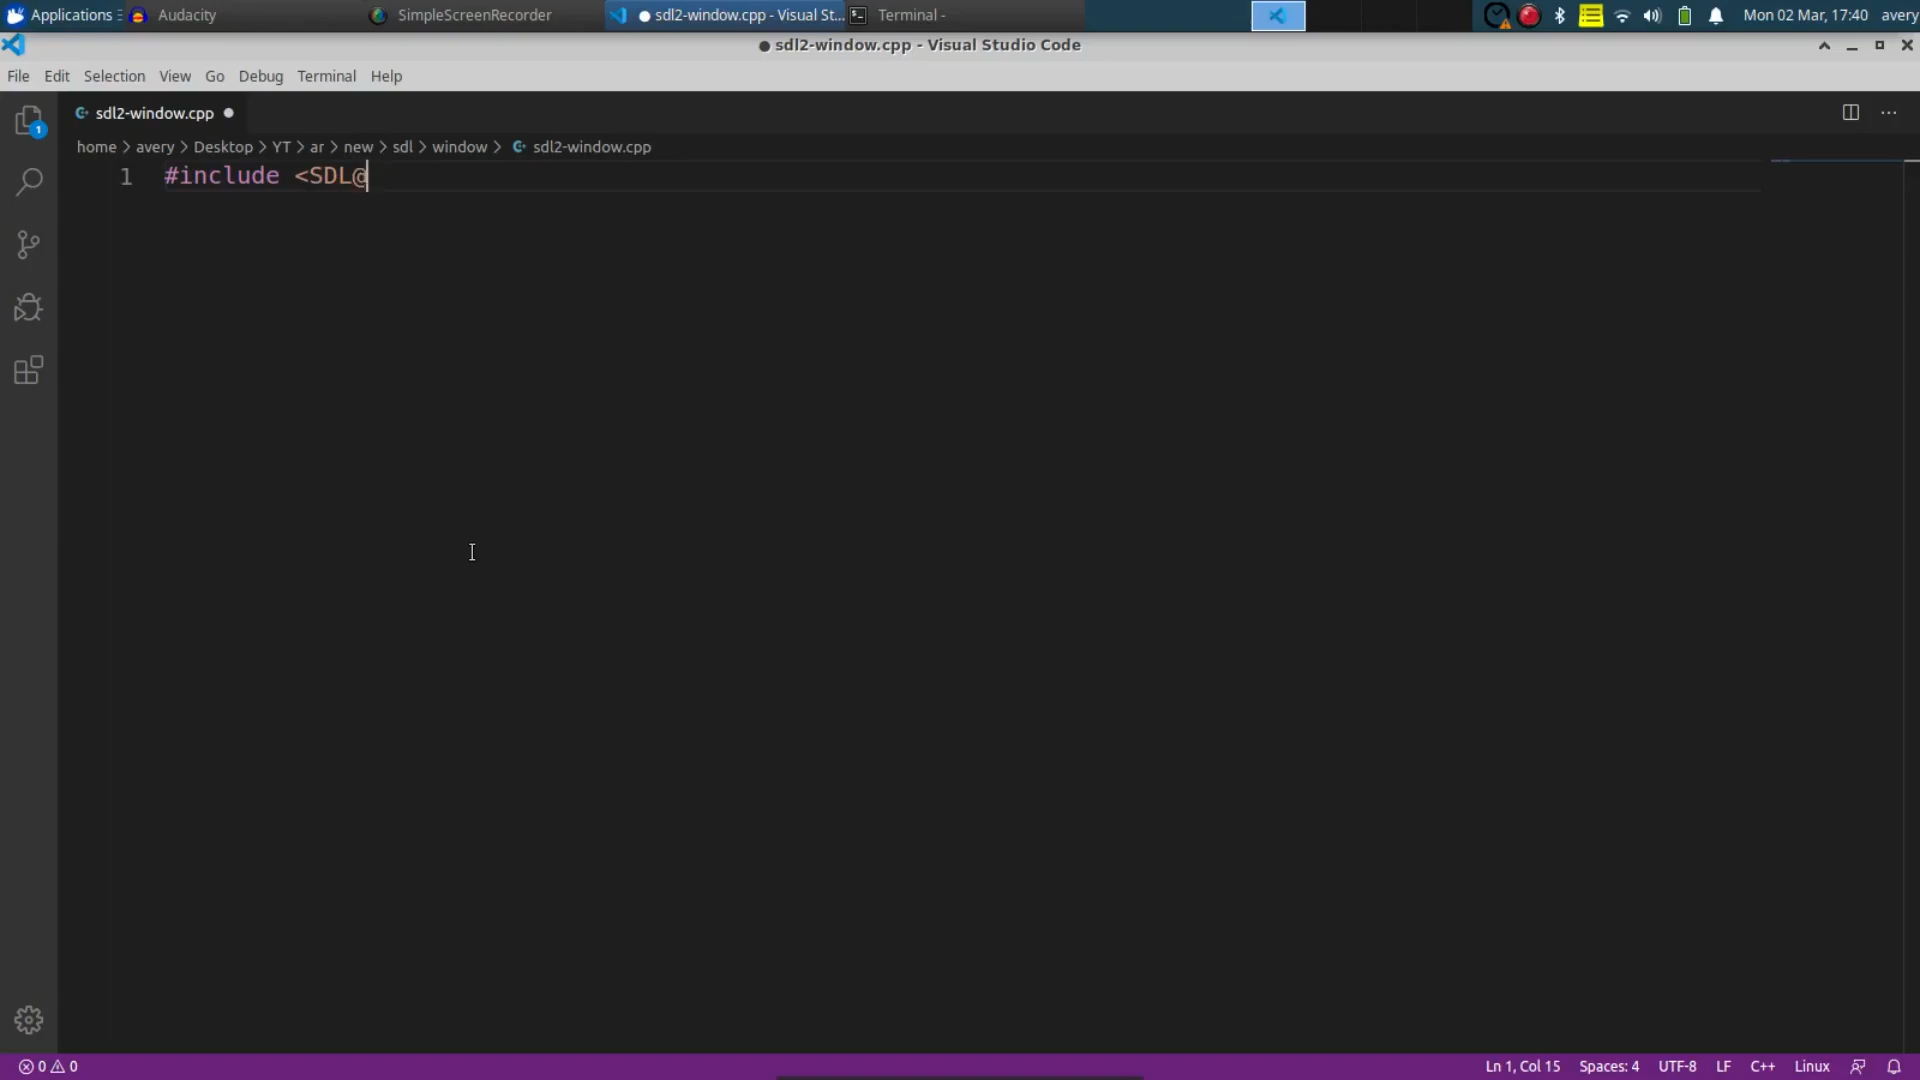 Applications Audacity SimpleScreenRecorder ● sdl2-window.cpp - Visual St... Terminal - Mon 02 Mar, 17:40 avery
● sdl2-window.cpp - Visual Studio Code
File Edit Selection View Go Debug Terminal Help
sdl2-window.cpp ●
1
home > avery > Desktop > YT > ar > new > sdl > window > sdl2-window.cpp
1 #include <SDL@
0 0 Ln 1, Col 15 Spaces: 4 UTF-8 LF C++ Linux